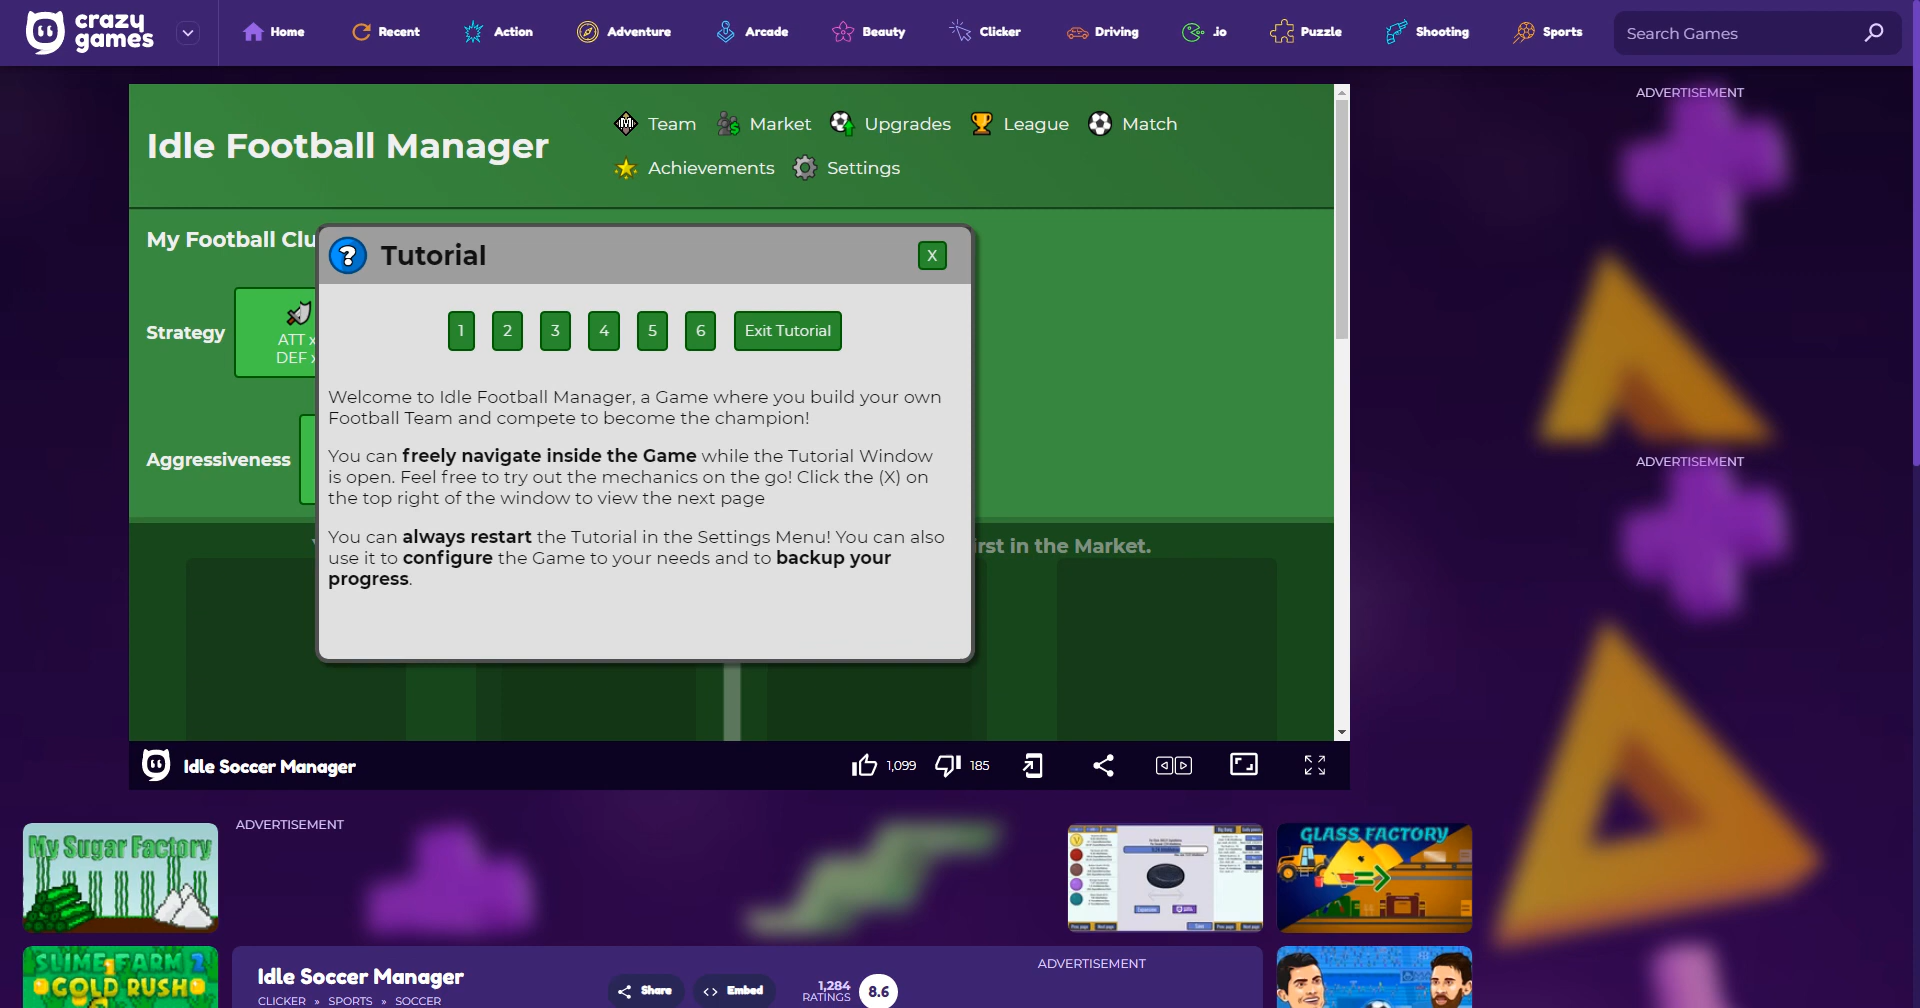 crazy games
Home
Recent
Action
Adventure
Arcade
Beauty
Clicker
Driving
.io
Puzzle
Shooting
Sports
Search Games
ADVERTISEMENT
Idle Football Manager
Team
Market
Upgrades
League
Match
Achievements
Settings
My Football Clu
Strategy
ATT x
DEF x
Aggressiveness
Tutorial
X
1 2 3 4 5 6 Exit Tutorial
Welcome to Idle Football Manager, a Game where you build your own
Football Team and compete to become the champion!
You can freely navigate inside the Game while the Tutorial Window
is open. Feel free to try out the mechanics on the go! Click the (X) on
the top right of the window to view the next page
You can always restart the Tutorial in the Settings Menu! You can also
use it to configure the Game to your needs and to backup your
progress.
irst in the Market.
ADVERTISEMENT
Idle Soccer Manager
1,099
185
My Sugar Factory
ADVERTISEMENT
GLASS FACTORY
SLIME FARM 2
GOLD RUSH
Idle Soccer Manager
CLICKER » SPORTS » SOCCER
Share
Embed
1,284
RATINGS
8.6
ADVERTISEMENT